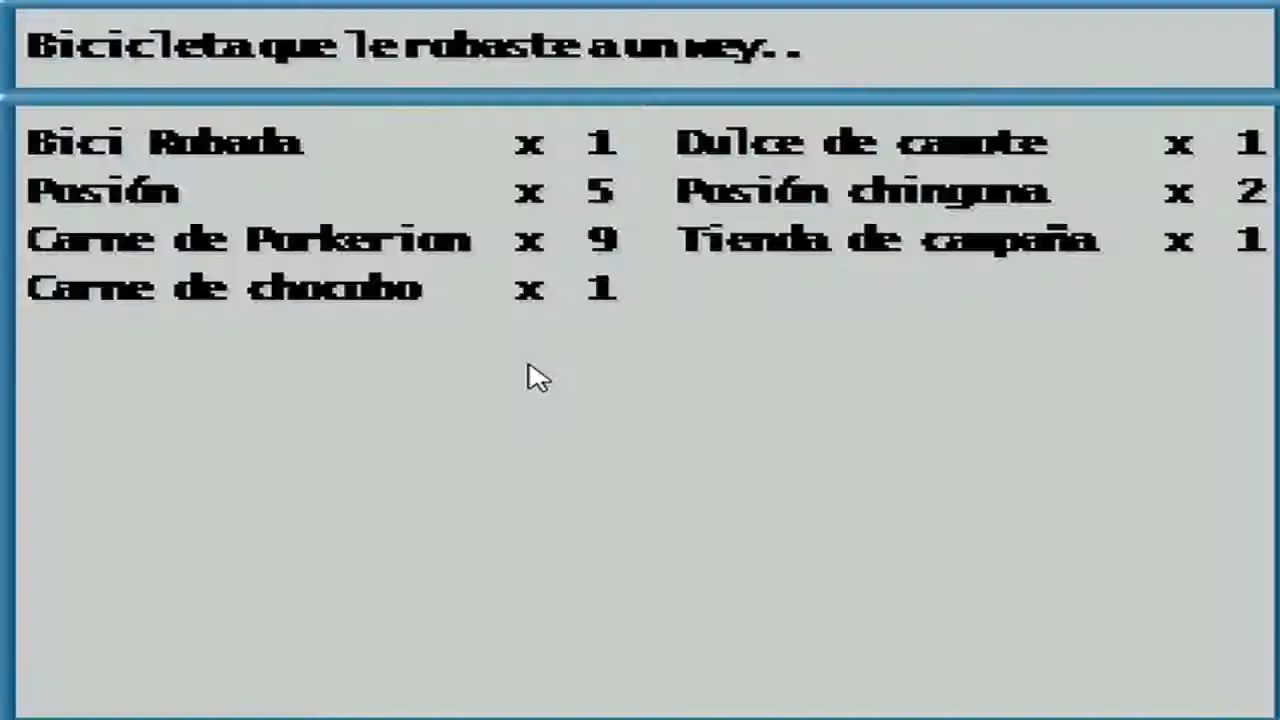 Bicicleta que le robaste a un wey..
Bici Robada x 1 Dulce de camote x 1
Posión x 5 Posión chingona x 2
Carne de Porkerion x 9 Tienda de campaña x 1
Carne de chocobo x 1